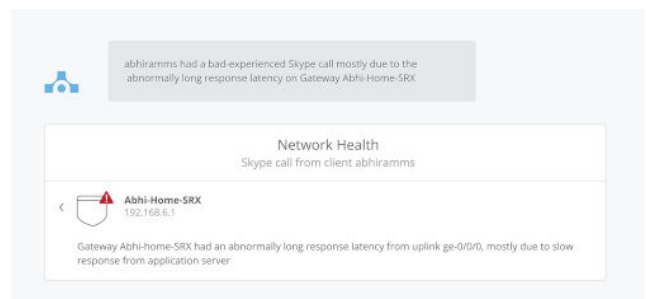 abhiramms had a bad-experienced Skype call mostly due to the
abnormally long response latency on Gateway Abhi-Home-SRX
Network Health
Skype call from client abhiramms
Abhi-Home-SRX
192.168.6.1
Gateway Abhi-home-SRX had an abnormally long response latency from uplink ge-0/0/0, mostly due to slow
response from application server